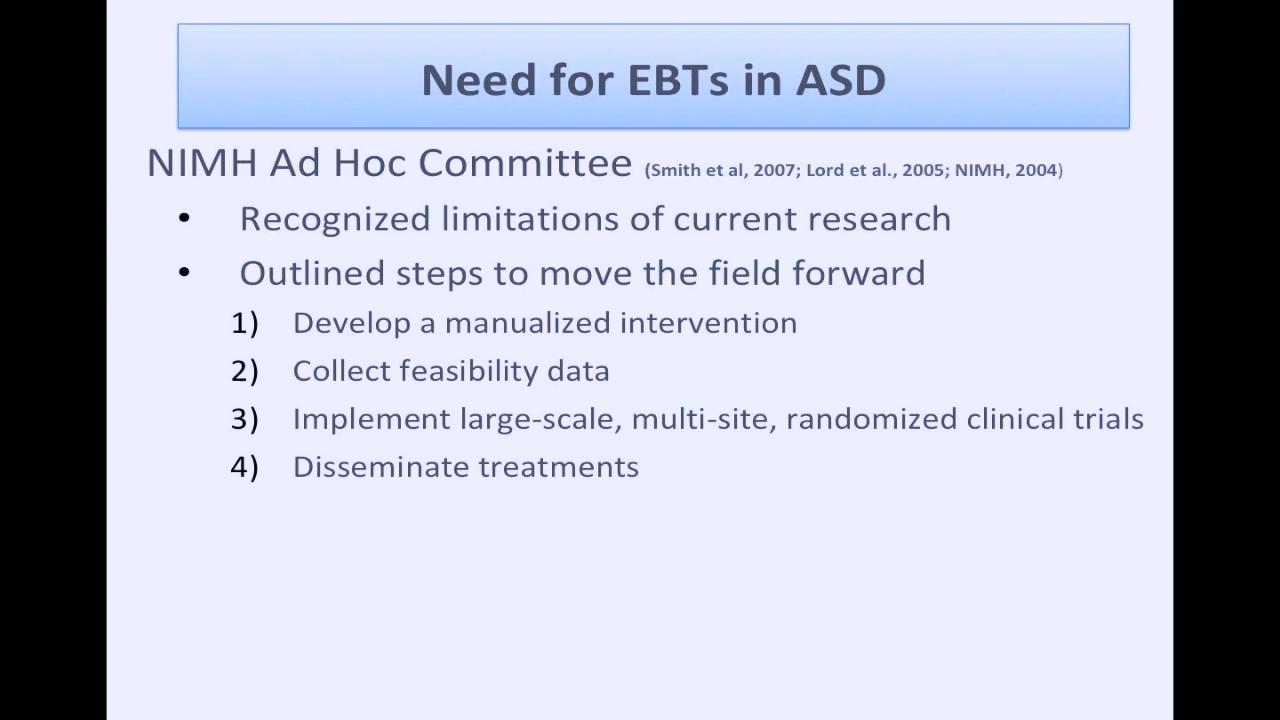 Need for EBTs in ASD
NIMH Ad Hoc Committee (Smith et al, 2007; Lord et al., 2005; NIMH, 2004)
• Recognized limitations of current research
• Outlined steps to move the field forward
1) Develop a manualized intervention
2) Collect feasibility data
3) Implement large-scale, multi-site, randomized clinical trials
4) Disseminate treatments